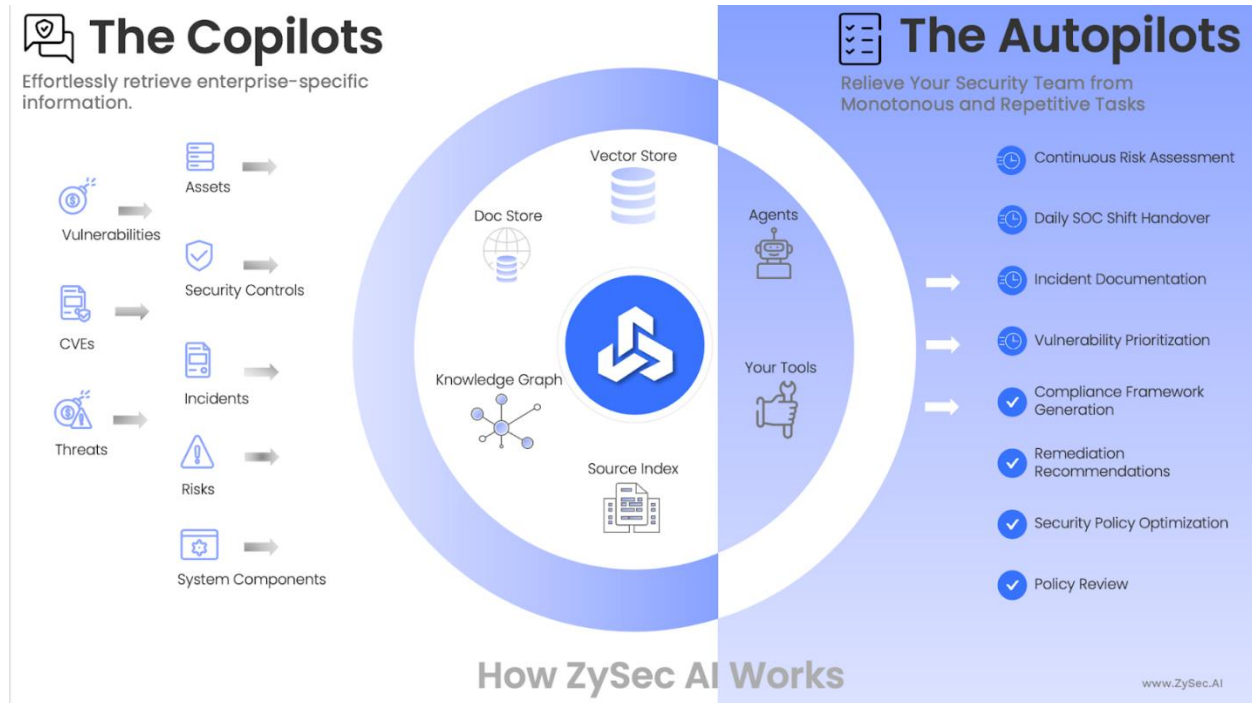 The Copilots
Effortlessly retrieve enterprise-specific
information.
Vulnerabilities
CVEs
Threats
Assets
Security Controls
Incidents
Risks
System Components
Vector Store
Doc Store
Knowledge Graph
Source Index
Agents
Your Tools
The Autopilots
Relieve Your Security Team from
Monotonous and Repetitive Tasks
Continuous Risk Assessment
Daily SOC Shift Handover
Incident Documentation
Vulnerability Prioritization
Compliance Framework
Generation
Remediation
Recommendations
Security Policy Optimization
Policy Review
How ZySec AI Works
www.ZySec.AI